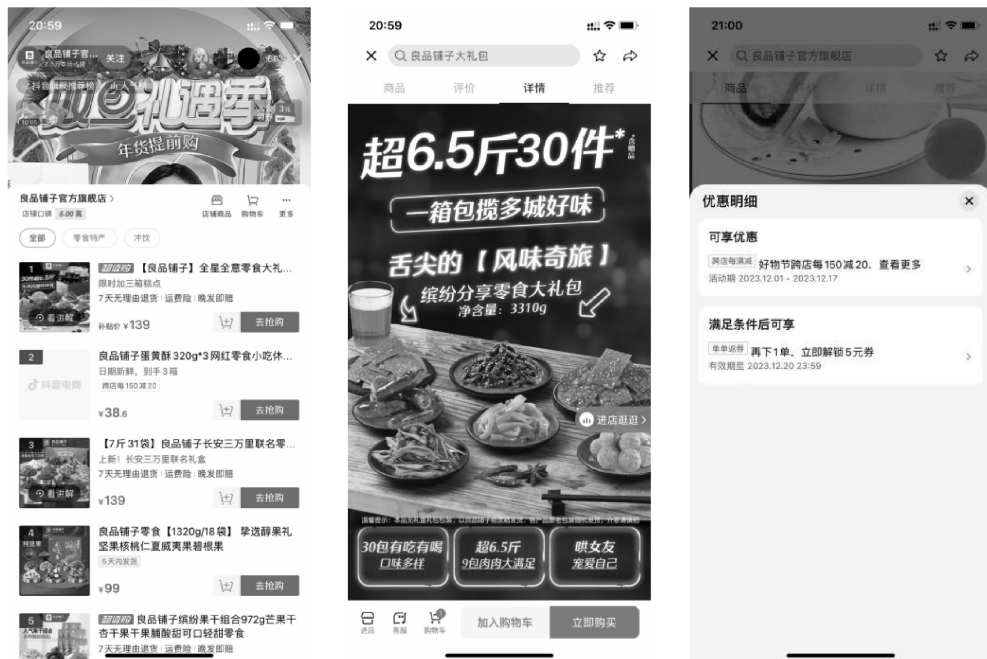 20:59
良品铺子官...
关注
抖音旗舰推荐榜
双旦礼遇季
年货提前购
良品铺子官方旗舰店
店铺口碑 5.00 高
店铺商品 购物车 更多
全部 零食特产 冲饮
1
看讲解
超值购 【良品铺子】全星全意零食大礼...
限时加三箱糕点
7天无理由退货 运费险 晚发即赔
补贴价 ¥139
去抢购
2
抖音电商
良品铺子蛋黄酥320g*3网红零食小吃休...
日期新鲜，到手3箱
跨店每150减20
¥38.6
去抢购
3
看讲解
【7斤31袋】良品铺子长安三万里联名零...
上新！长安三万里联名礼盒
7天无理由退货 运费险 晚发即赔
¥139
去抢购
4
良品铺子零食【1320g/18袋】 挚选醇果礼
坚果核桃仁夏威夷果碧根果
5天内发货
¥99
去抢购
5
超值购 良品铺子缤纷果干组合972g芒果干
杏干果干果脯酸甜可口轻甜零食
7天无理由退货 运费险 晚发即赔
20:59
良品铺子大礼包
商品 评价 详情 推荐
超6.5斤30件*
*含赠品
一箱包揽多城好味
舌尖的【风味奇旅】
缤纷分享零食大礼包
净含量：3310g
进店逛逛
30包有吃有喝
口味多样
超6.5斤
9包肉肉大满足
哄女友
宠爱自己
进店 客服 购物车
1
加入购物车 立即购买
21:00
良品铺子官方旗舰店
商品 评价 详情 推荐
优惠明细
可享优惠
跨店每满减 好物节跨店每150减20，查看更多
活动期 2023.12.01 - 2023.12.17
满足条件后可享
单单返券 再下1单，立即解锁5元券
有效期至 2023.12.20 23:59